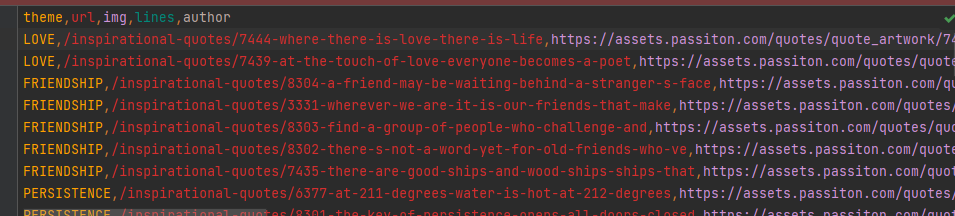 theme,url,img,lines,author
LOVE,/inspirational-quotes/7444-where-there-is-love-there-is-life,https://assets.passiton.com/quotes/quote_artwork/74
LOVE,/inspirational-quotes/7439-at-the-touch-of-love-everyone-becomes-a-poet,https://assets.passiton.com/quotes/quote
FRIENDSHIP,/inspirational-quotes/8304-a-friend-may-be-waiting-behind-a-stranger-s-face,https://assets.passiton.com/qu
FRIENDSHIP,/inspirational-quotes/3331-wherever-we-are-it-is-our-friends-that-make,https://assets.passiton.com/quotes/
FRIENDSHIP,/inspirational-quotes/8303-find-a-group-of-people-who-challenge-and,https://assets.passiton.com/quotes/quo
FRIENDSHIP,/inspirational-quotes/8302-there-s-not-a-word-yet-for-old-friends-who-ve,https://assets.passiton.com/quote
FRIENDSHIP,/inspirational-quotes/7435-there-are-good-ships-and-wood-ships-ships-that,https://assets.passiton.com/quot
PERSISTENCE,/inspirational-quotes/6377-at-211-degrees-water-is-hot-at-212-degrees,https://assets.passiton.com/quotes/
PERSISTENCE,/inspirational-quotes/8301-the-key-of-persistence-opens-all-doors-closed,https://assets.passiton.com/quot